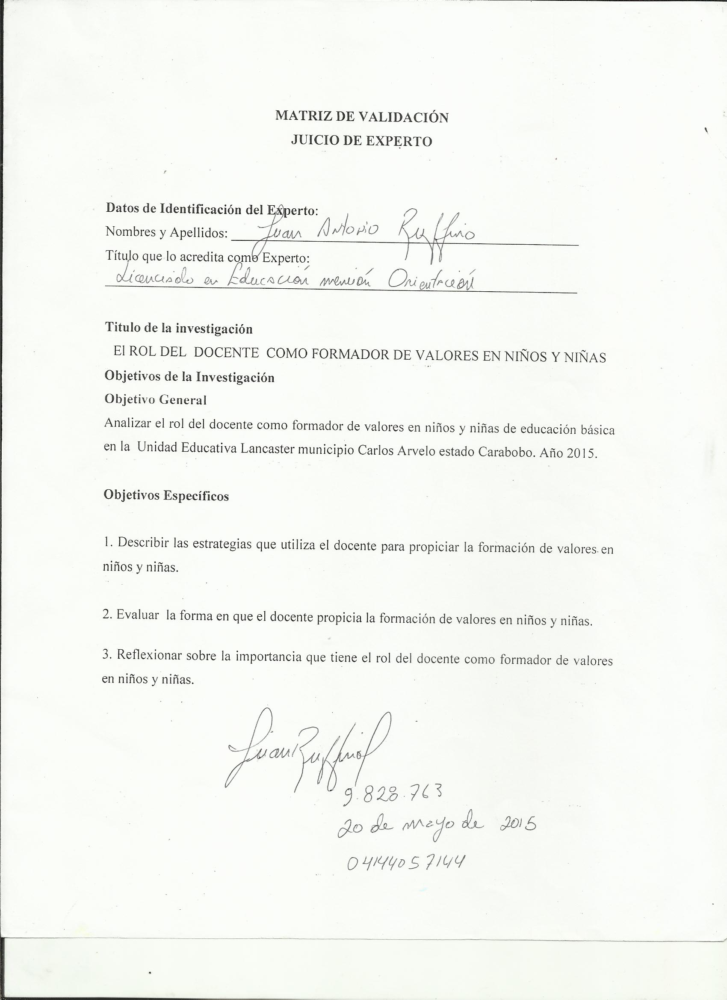 MATRIZ DE VALIDACIÓN
JUICIO DE EXPERTO
Datos de Identificación del Experto:
Nombres y Apellidos: Juan Antonio Ruffino
Título que lo acredita como Experto:
Licenciado en Educación mención Orientación
Titulo de la investigación
El ROL DEL DOCENTE COMO FORMADOR DE VALORES EN NIÑOS Y NIÑAS
Objetivos de la Investigación
Objetivo General
Analizar el rol del docente como formador de valores en niños y niñas de educación básica
en la Unidad Educativa Lancaster municipio Carlos Arvelo estado Carabobo. Año 2015.
Objetivos Específicos
1. Describir las estrategias que utiliza el docente para propiciar la formación de valores en
niños y niñas.
2. Evaluar la forma en que el docente propicia la formación de valores en niños y niñas.
3. Reflexionar sobre la importancia que tiene el rol del docente como formador de valores
en niños y niñas.
Juan Ruffino
9.828.763
20 de mayo de 2015
04144057144